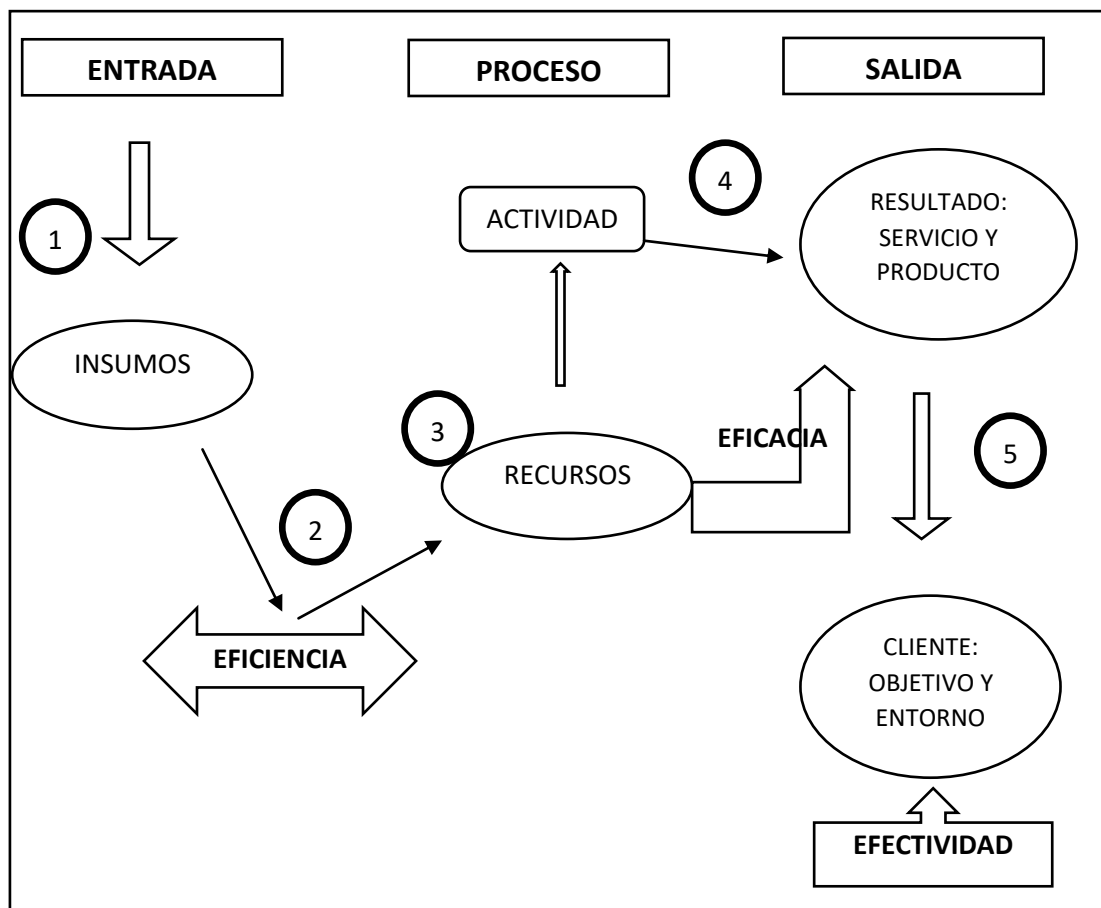 ENTRADA
PROCESO
SALIDA
1
INSUMOS
2
EFICIENCIA
3
RECURSOS
ACTIVIDAD
4
EFICACIA
RESULTADO:
SERVICIO Y
PRODUCTO
5
CLIENTE:
OBJETIVO Y
ENTORNO
EFECTIVIDAD